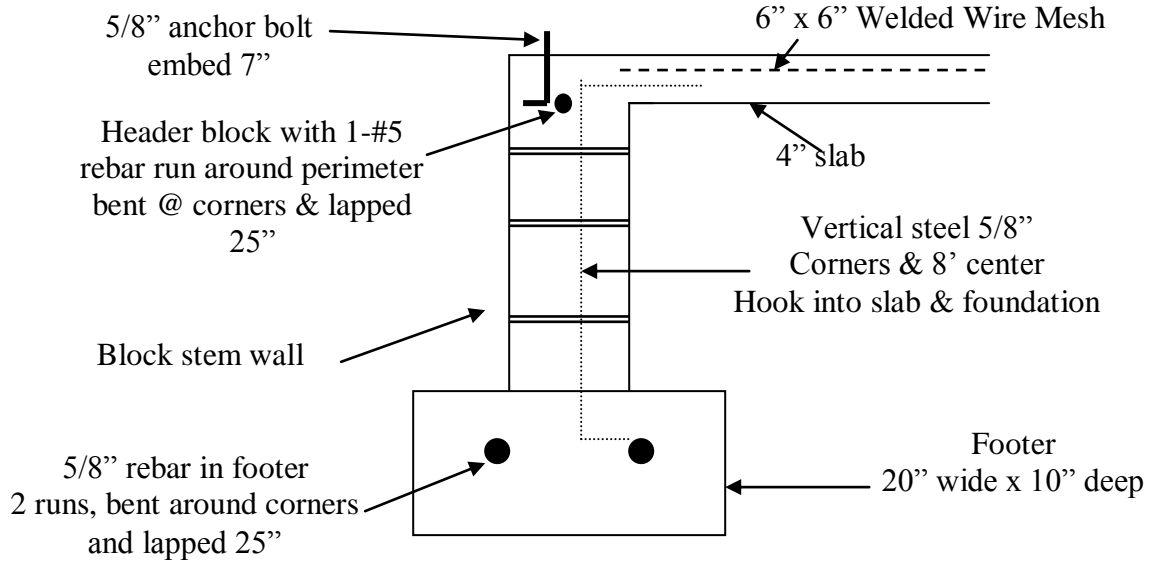 5/8” anchor bolt
embed 7”
6” x 6” Welded Wire Mesh
Header block with 1-#5
rebar run around perimeter
bent @ corners & lapped
25”
4” slab
Vertical steel 5/8”
Corners & 8’ center
Hook into slab & foundation
Block stem wall
5/8” rebar in footer
2 runs, bent around corners
and lapped 25”
Footer
20” wide x 10” deep